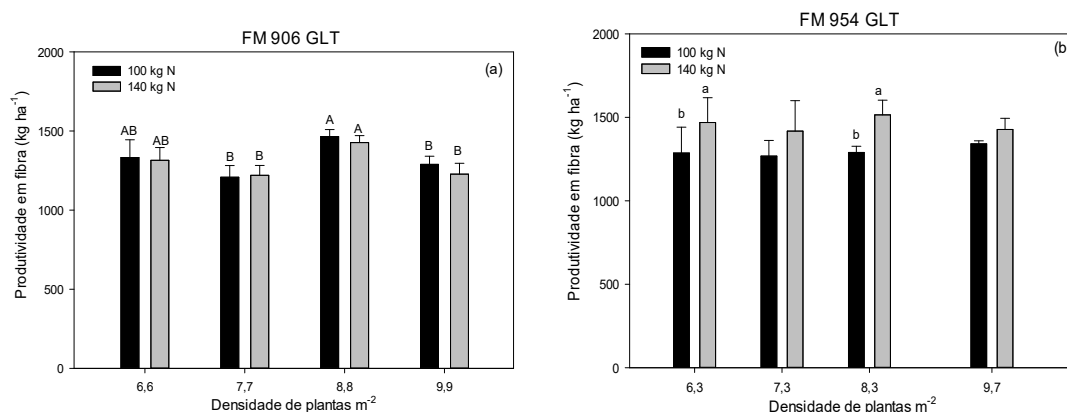 FM 906 GLT
2000
1500
1000
500
0
Produtividade em fibra (kg ha⁻¹)
100 kg N
140 kg N
(a)
AB AB B B A A B B
6,6 7,7 8,8 9,9
Densidade de plantas m⁻²
FM 954 GLT
2000
1500
1000
500
0
Produtividade em fibra (kg ha⁻¹)
100 kg N
140 kg N
(b
b a b a
6,3 7,3 8,3 9,7
Densidade de plantas m⁻²